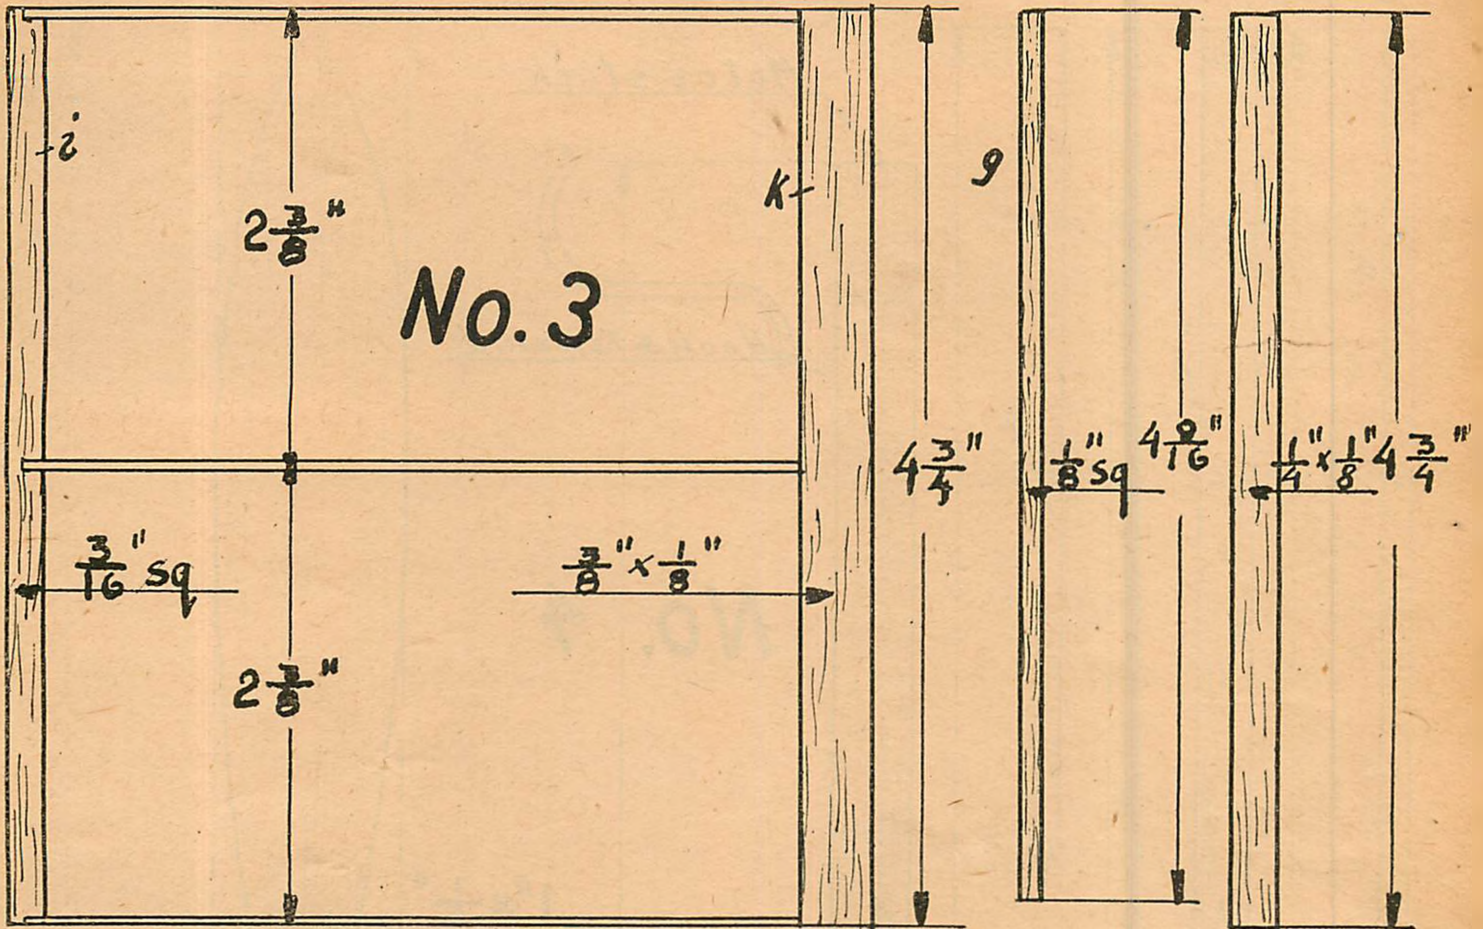 i
K
g
2 3/8"
No. 3
4 3/4"
1/8" sq
4 9/16"
1/4" x 1/8"
4 3/4"
3/16" sq
3/8" x 1/8"
2 3/8"